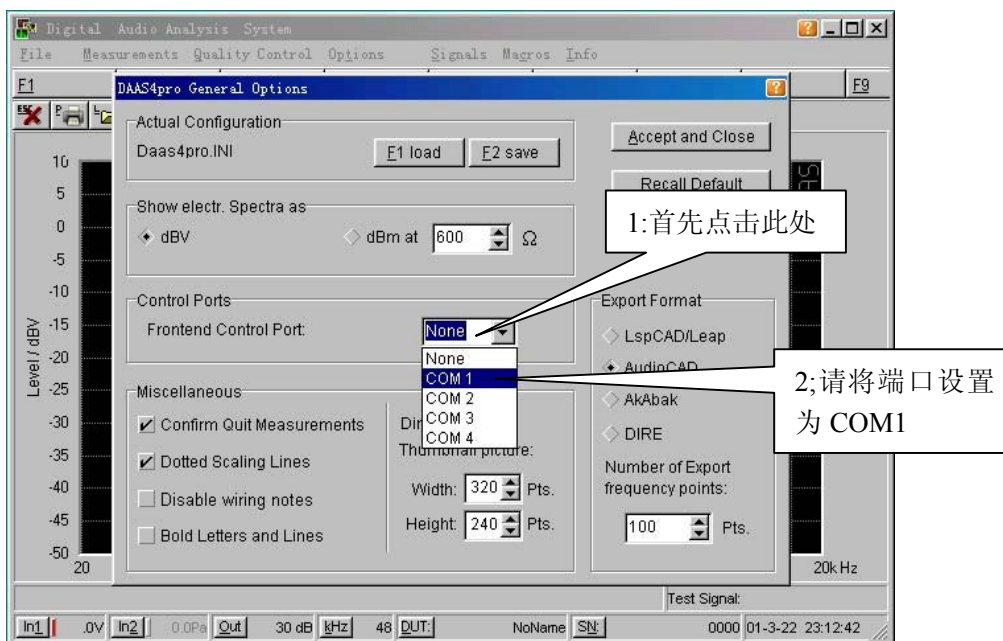 Digital Audio Analysis System
File Measurements Quality Control Options Signals Macros Info
F1 F9
DAAS4pro General Options
ESC P L
Actual Configuration
Daas4pro.INI F1 load F2 save
Accept and Close
Recall Default
Show electr. Spectra as
dBV dBm at 600 Ω
1:首先点击此处
Control Ports
Frontend Control Port: None
None
COM 1
COM 2
COM 3
COM 4
2;请将端口设置
为 COM1
Export Format
LspCAD/Leap
AudioCAD
AkAbak
DIRE
Number of Export
frequency points:
100 Pts.
Miscellaneous
Confirm Quit Measurements
Dotted Scaling Lines
Disable wiring notes
Bold Letters and Lines
Thumbnail picture:
Width: 320 Pts.
Height: 240 Pts.
Level / dBV
10
5
0
-5
-10
-15
-20
-25
-30
-35
-40
-45
-50
20 20k Hz
Test Signal:
In1 .0V In2 0.0Pa Out 30 dB kHz 48 DUT: NoName SN: 0000 01-3-22 23:12:42